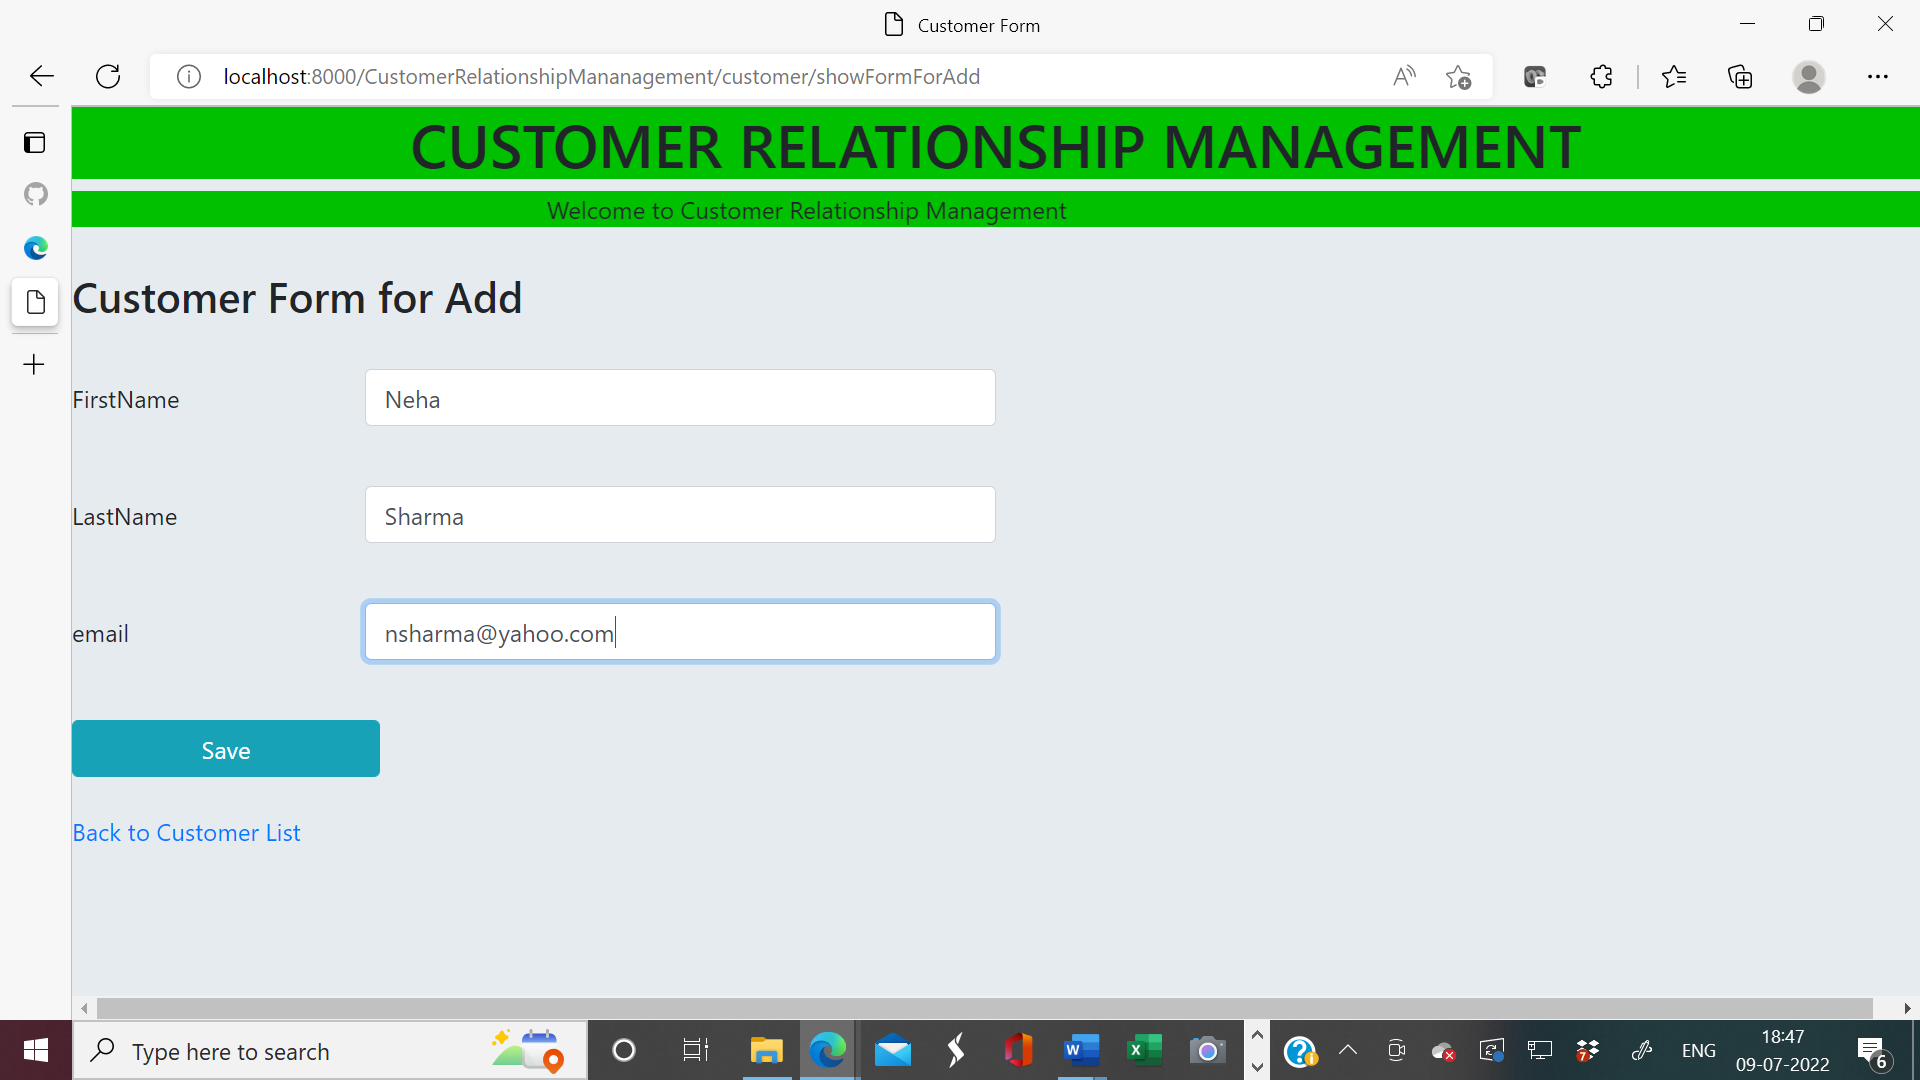 Customer Form
localhost:8000/CustomerRelationshipMananagement/customer/showFormForAdd
CUSTOMER RELATIONSHIP MANAGEMENT
Welcome to Customer Relationship Management
Customer Form for Add
FirstName
Neha
LastName
Sharma
email
nsharma@yahoo.com
Save
Back to Customer List
Type here to search
ENG
18:47
09-07-2022
6